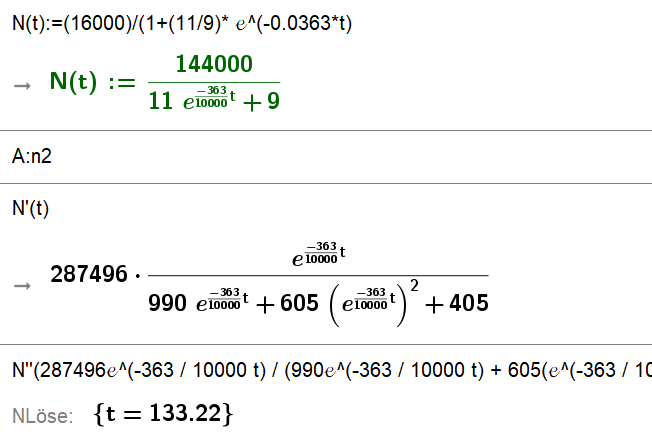 N(t):=(16000)/(1+(11/9)* e^(-0.0363*t)
→ N(t) := 144000 / (11 e^(-363/10000 t) + 9)
A:n2
N'(t)
→ 287496 · e^(-363/10000 t) / (990 e^(-363/10000 t) + 605 (e^(-363/10000 t))^2 + 405)
N"(287496e^(-363 / 10000 t) / (990e^(-363 / 10000 t) + 605(e^(-363 / 10
NLöse: {t = 133.22}